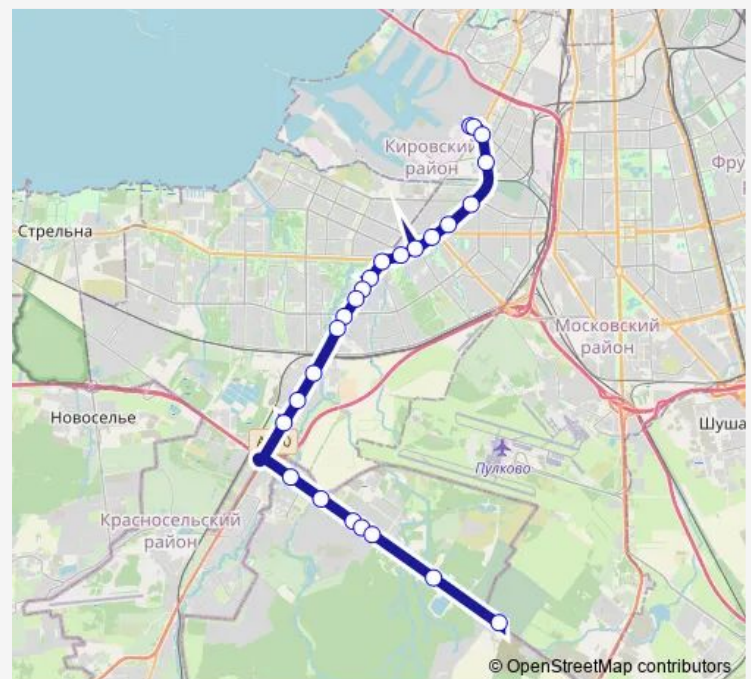 Кировский
район
Фру
Стрельна
Московский
район
Новоселье
Шуша
Пулково
Красносельский
район
© OpenStreetMap contributors